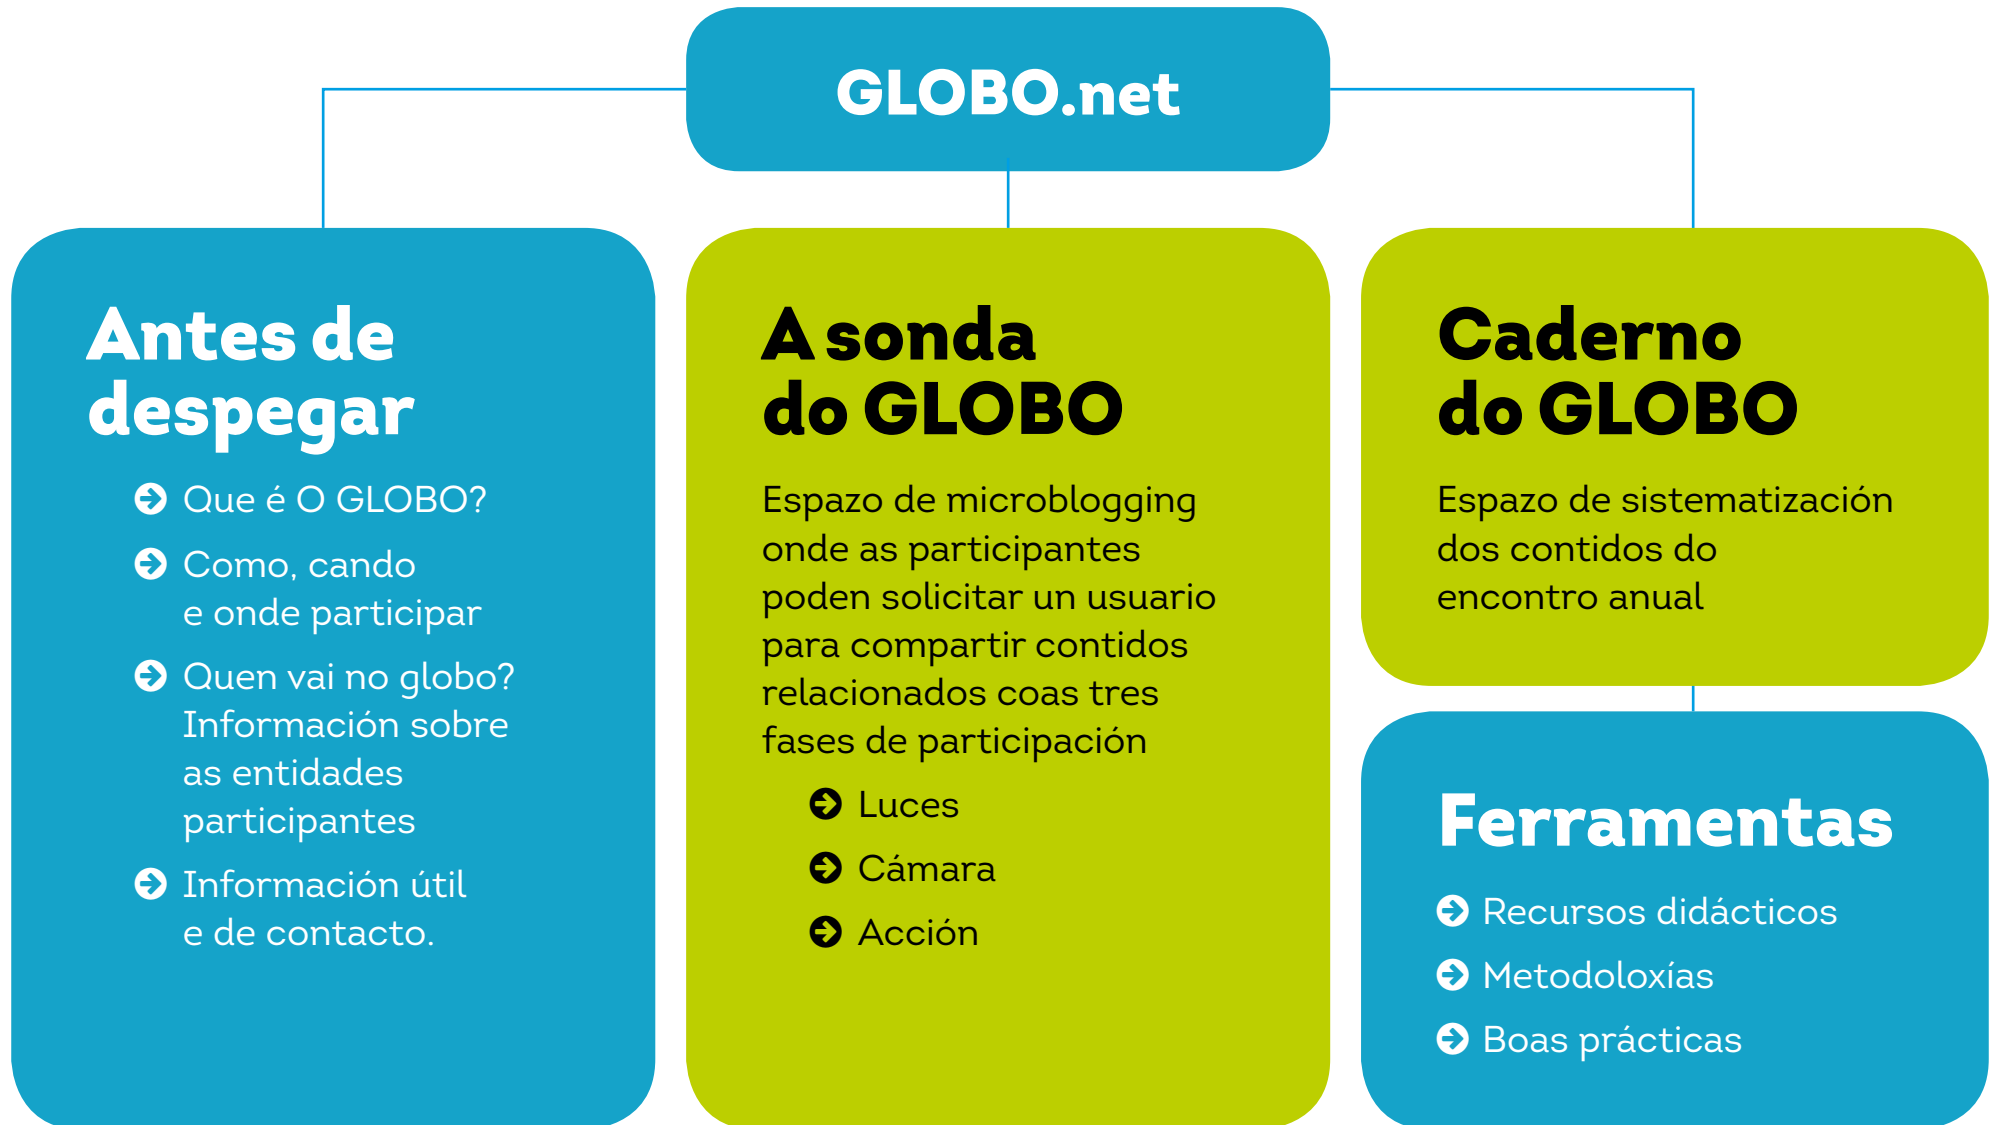 GLOBO.net
Antes de
despegar
Que é O GLOBO?
Como, cando
e onde participar
Quen vai no globo?
Información sobre
as entidades
participantes
Información útil
e de contacto.
A sonda
do GLOBO
Espazo de microblogging
onde as participantes
poden solicitar un usuario
para compartir contidos
relacionados coas tres
fases de participación
Luces
Cámara
Acción
Caderno
do GLOBO
Espazo de sistematización
dos contidos do
encontro anual
Ferramentas
Recursos didácticos
Metodoloxías
Boas prácticas